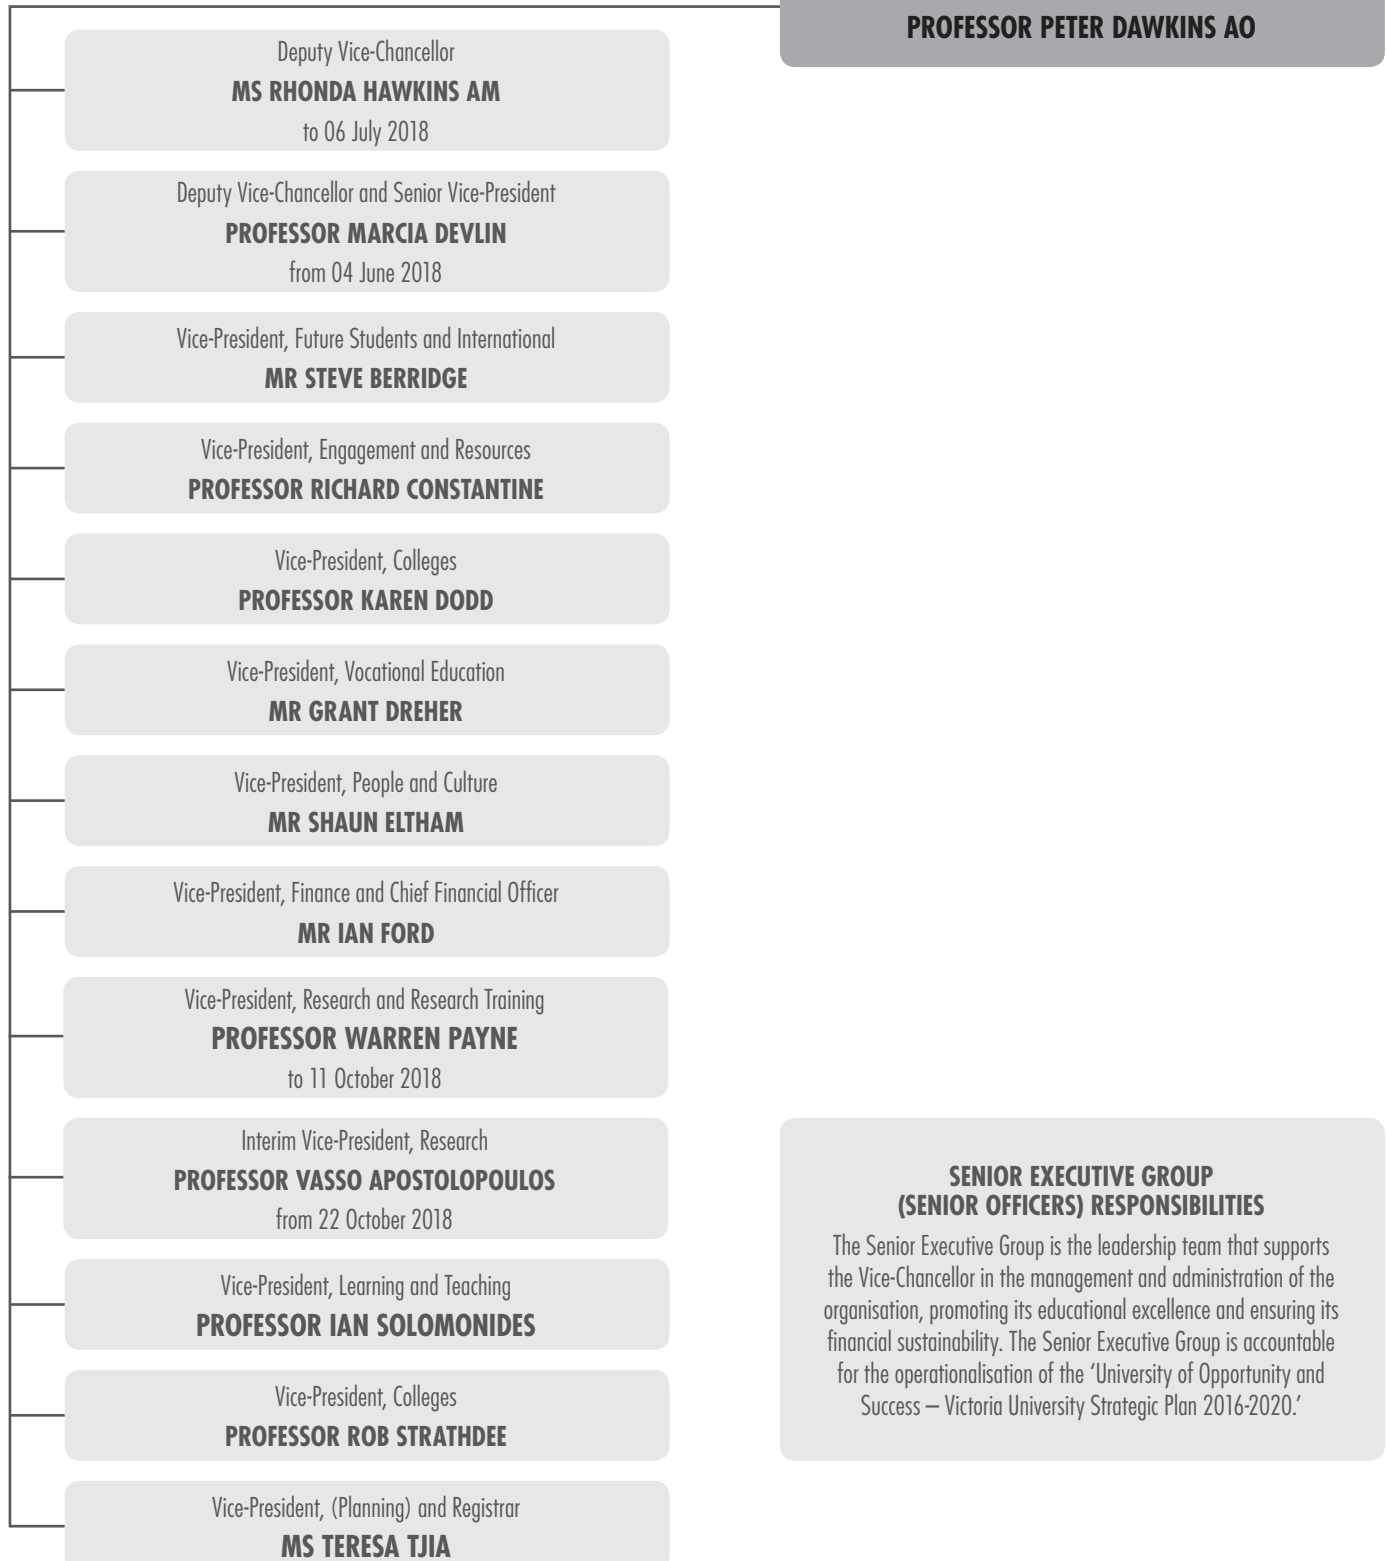 PROFESSOR PETER DAWKINS AO
Deputy Vice-Chancellor
MS RHONDA HAWKINS AM
to 06 July 2018
Deputy Vice-Chancellor and Senior Vice-President
PROFESSOR MARCIA DEVLIN
from 04 June 2018
Vice-President, Future Students and International
MR STEVE BERRIDGE
Vice-President, Engagement and Resources
PROFESSOR RICHARD CONSTANTINE
Vice-President, Colleges
PROFESSOR KAREN DODD
Vice-President, Vocational Education
MR GRANT DREHER
Vice-President, People and Culture
MR SHAUN ELTHAM
Vice-President, Finance and Chief Financial Officer
MR IAN FORD
Vice-President, Research and Research Training
PROFESSOR WARREN PAYNE
to 11 October 2018
Interim Vice-President, Research
PROFESSOR VASSO APOSTOLOPOULOS
from 22 October 2018
Vice-President, Learning and Teaching
PROFESSOR IAN SOLOMONIDES
Vice-President, Colleges
PROFESSOR ROB STRATHDEE
Vice-President, (Planning) and Registrar
MS TERESA TJIA
SENIOR EXECUTIVE GROUP
(SENIOR OFFICERS) RESPONSIBILITIES
The Senior Executive Group is the leadership team that supports
the Vice-Chancellor in the management and administration of the
organisation, promoting its educational excellence and ensuring its
financial sustainability. The Senior Executive Group is accountable
for the operationalisation of the ‘University of Opportunity and
Success – Victoria University Strategic Plan 2016-2020.’